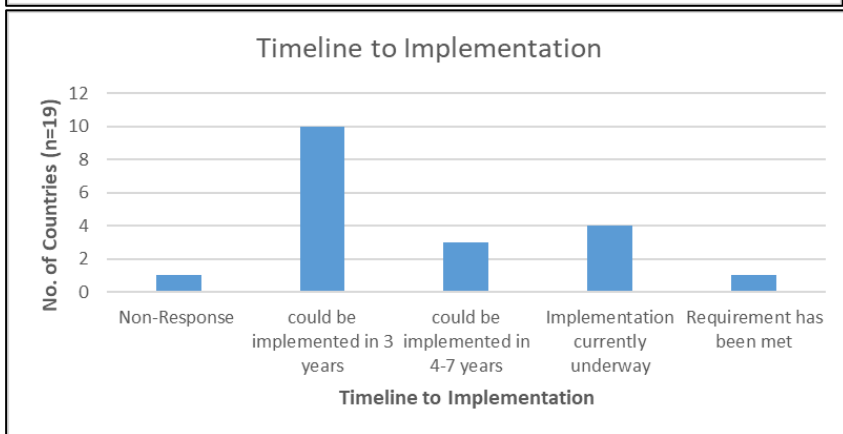 Timeline to Implementation
No. of Countries (n=19)
12
10
8
6
4
2
0
Non-Response
could be
implemented in 3
years
could be
implemented in
4-7 years
Implementation
currently
underway
Requirement has
been met
Timeline to Implementation